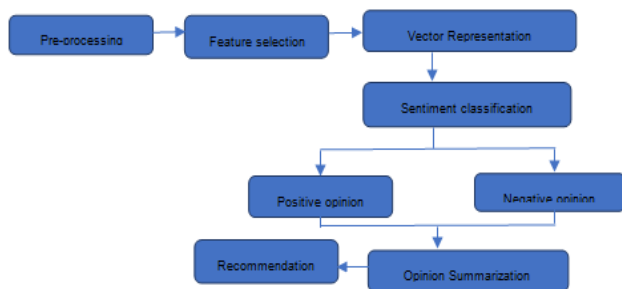 Pre-processing
Feature selection
Vector Representation
Sentiment classification
Positive opinion
Negative opinion
Recommendation
Opinion Summarization